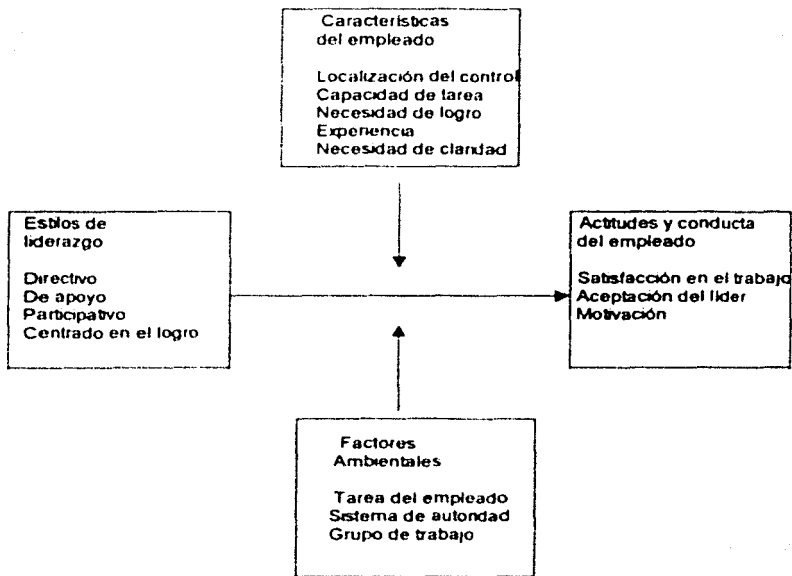 Características
del empleado
Localización del control
Capacidad de tarea
Necesidad de logro
Experiencia
Necesidad de claridad
Estilos de
liderazgo
Directivo
De apoyo
Participativo
Centrado en el logro
Actitudes y conducta
del empleado
Satisfacción en el trabajo
Aceptación del líder
Motivación
Factores
Ambientales
Tarea del empleado
Sistema de autoridad
Grupo de trabajo